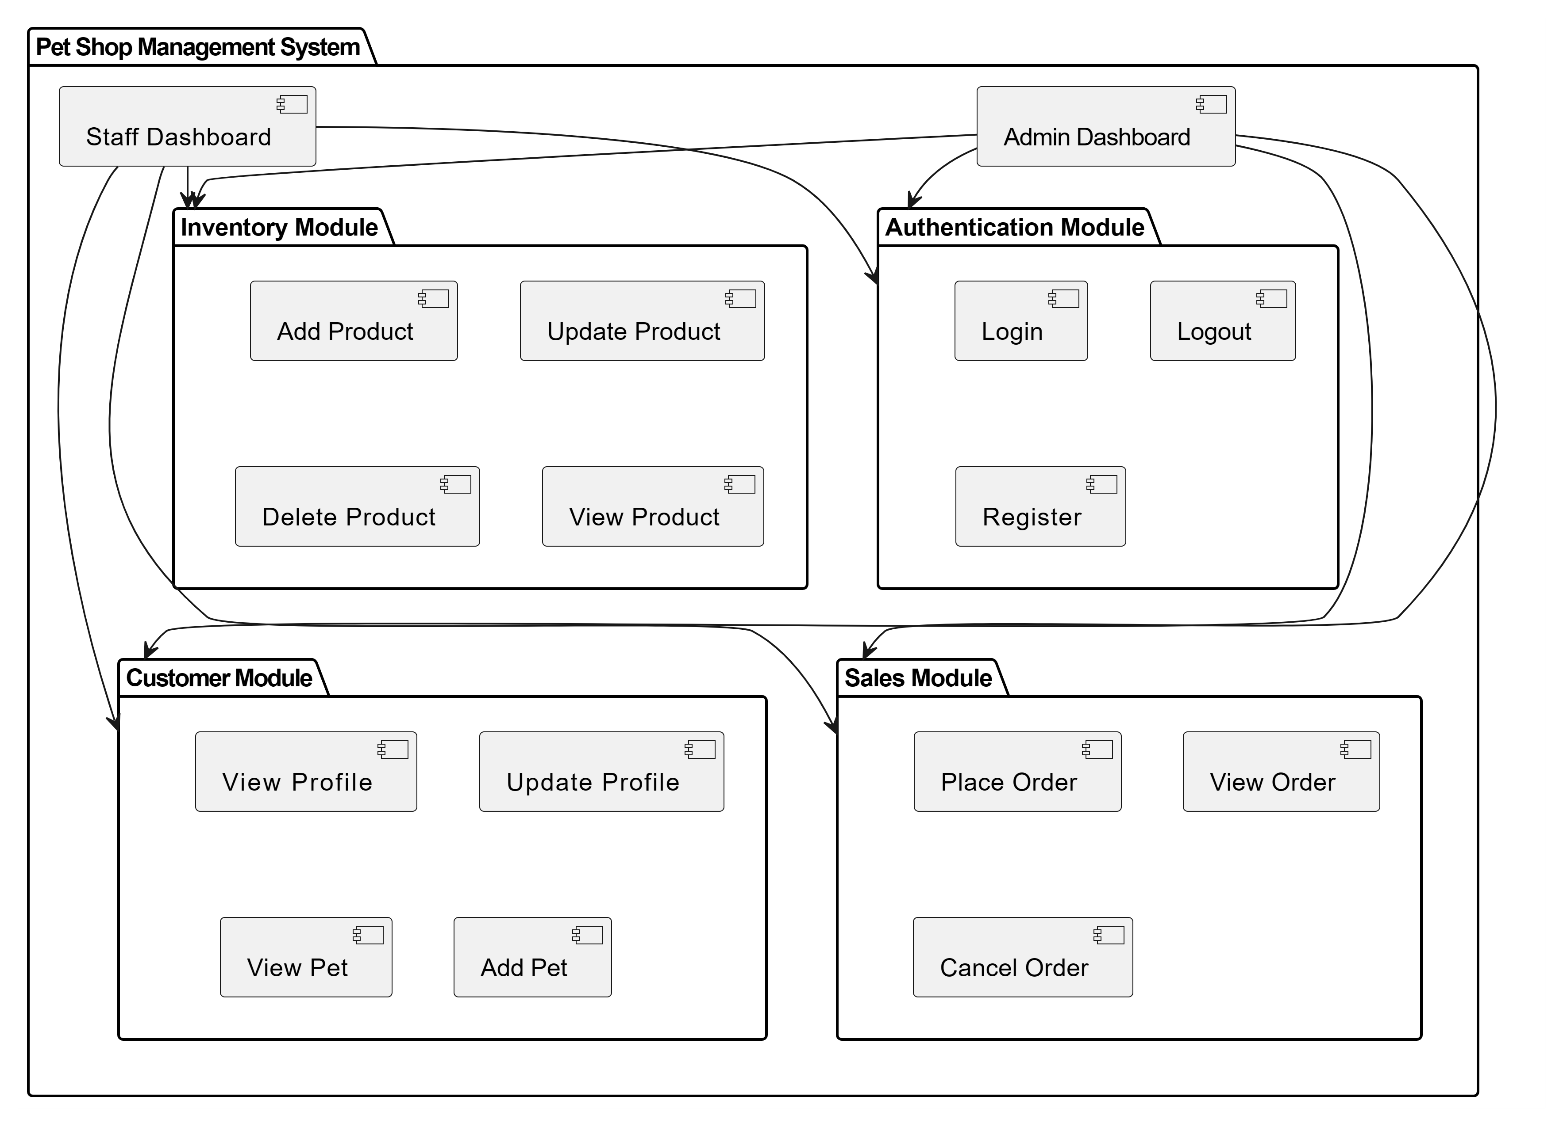 Pet Shop Management System
Staff Dashboard
Admin Dashboard
Inventory Module
Authentication Module
Add Product
Update Product
Login
Logout
Delete Product
View Product
Register
Customer Module
Sales Module
View Profile
Update Profile
Place Order
View Order
View Pet
Add Pet
Cancel Order